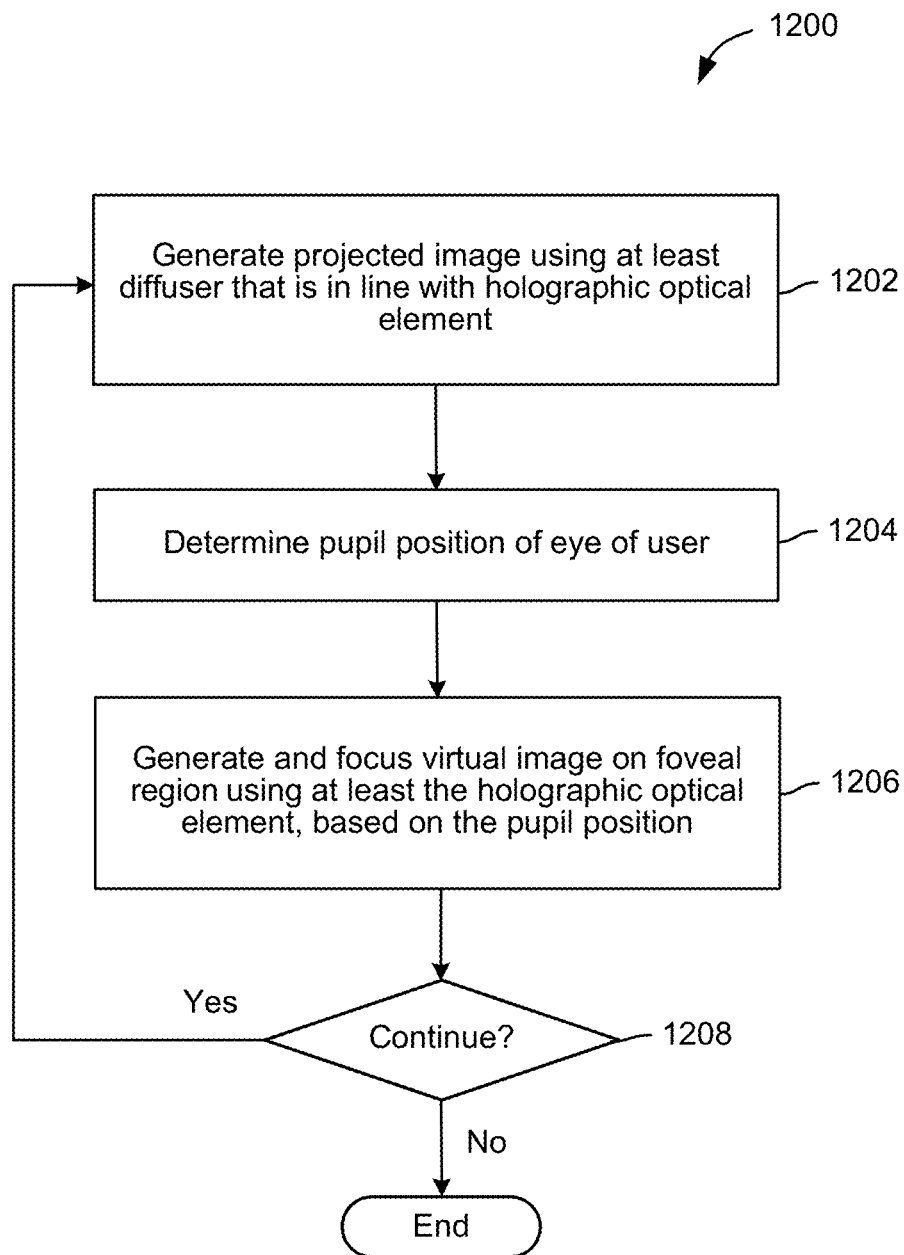 1200
Generate projected image using at least
diffuser that is in line with holographic optical
element
1202
Determine pupil position of eye of user
1204
Generate and focus virtual image on foveal
region using at least the holographic optical
element, based on the pupil position
1206
Yes
Continue?
1208
No
End